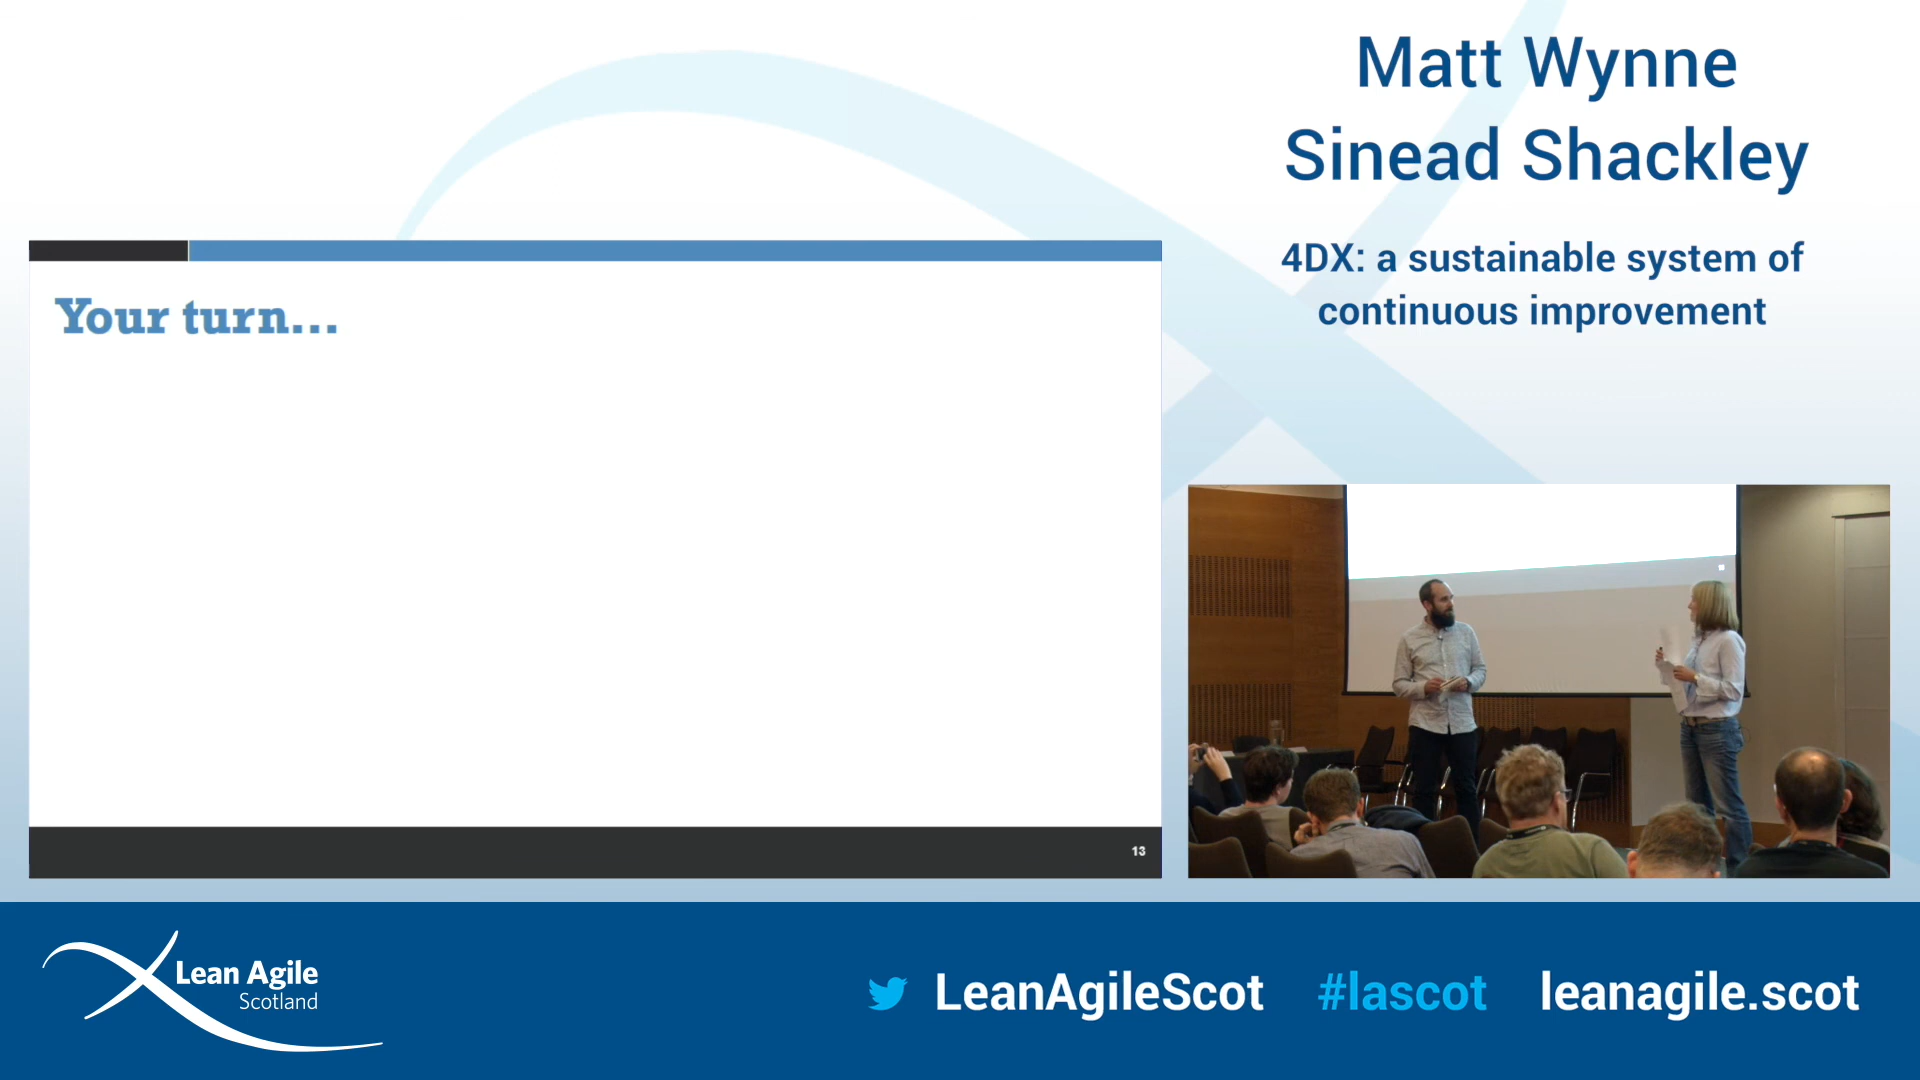 Matt Wynne
Sinead Shackley
4DX: a sustainable system of
continuous improvement
Your turn...
13
Lean Agile
Scotland
LeanAgileScot
#lascot
leanagile.scot